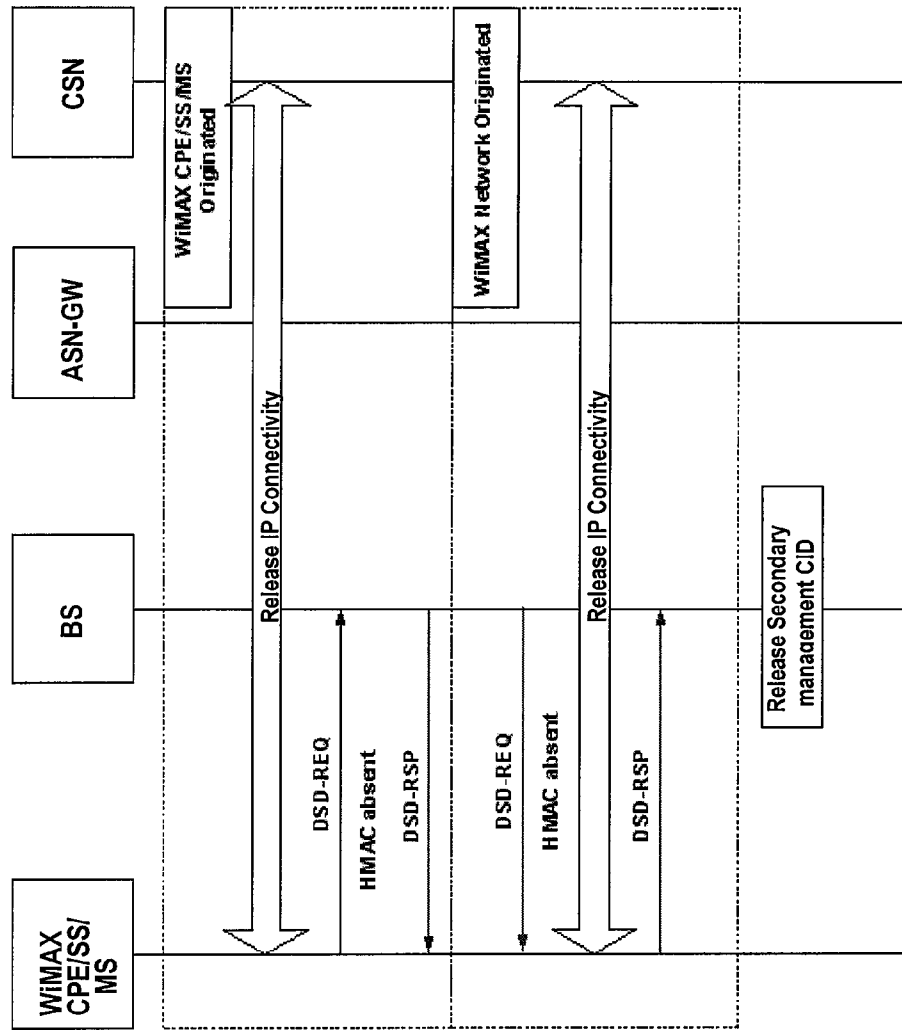 WiMAX
CPE/SS/
MS
BS
ASN-GW
CSN
WiMAX CPE/SS/MS
Originated
Release IP Connectivity
DSD-REQ
HMAC absent
DSD-RSP
WiMAX Network Originated
DSD-REQ
HMAC absent
Release IP Connectivity
DSD-RSP
Release Secondary
management CID